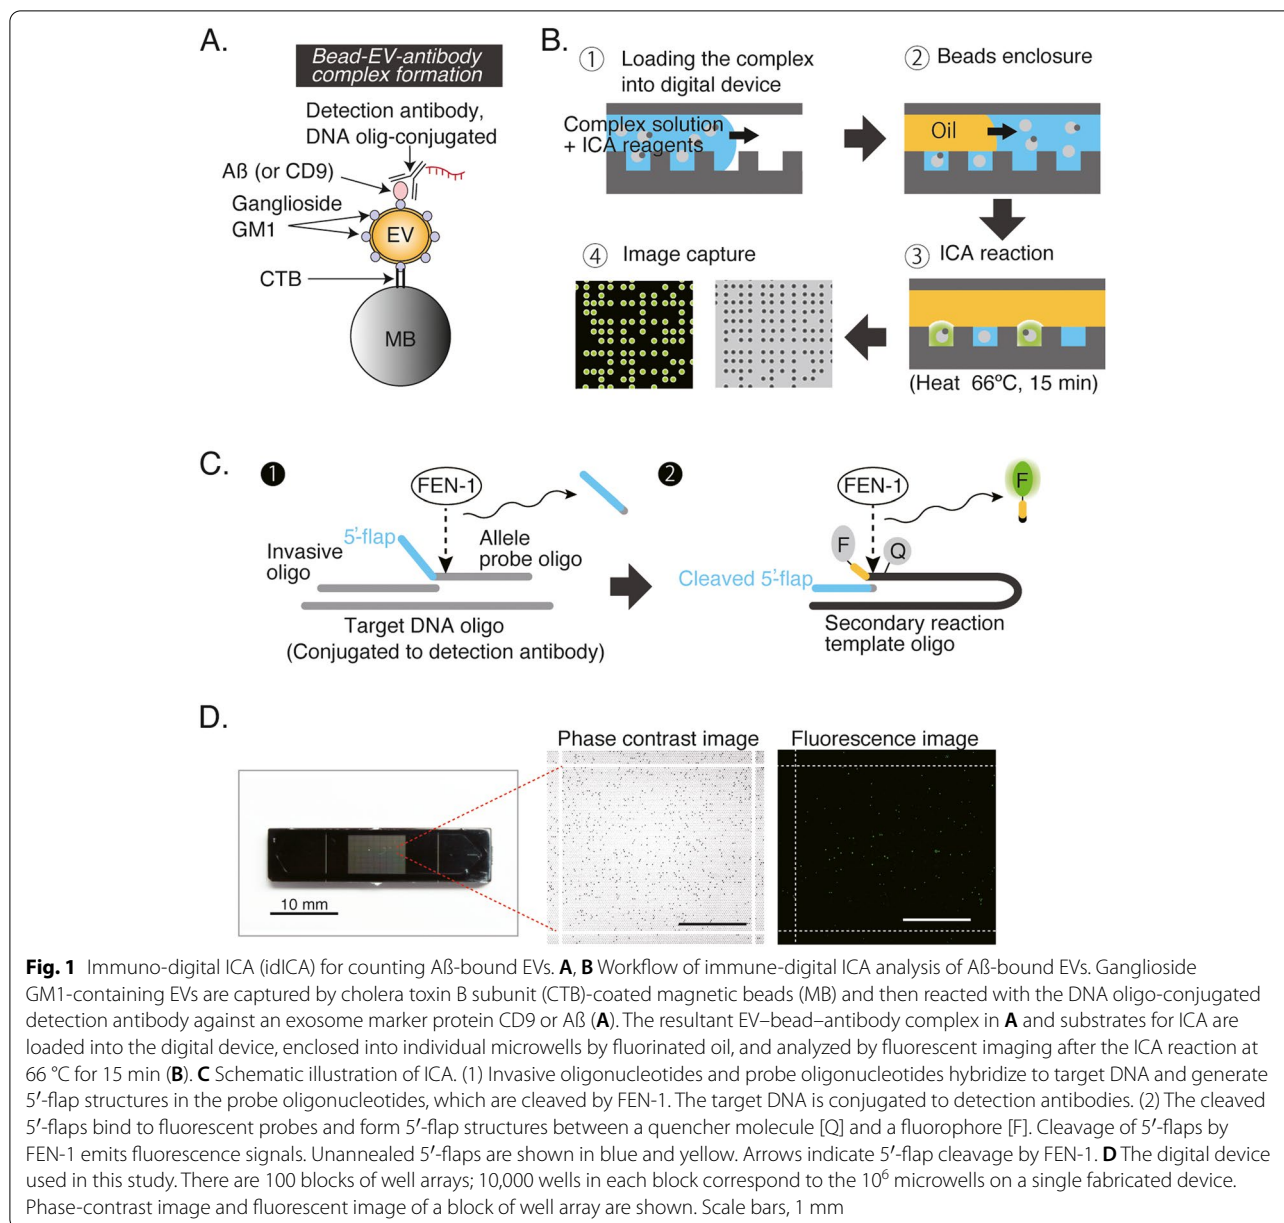 A.
Bead-EV-antibody
complex formation
Detection antibody,
DNA olig-conjugated
Aß (or CD9)
Ganglioside
GM1
EV
CTB
MB
B.
① Loading the complex
into digital device
Complex solution
+ ICA reagents
② Beads enclosure
Oil
③ ICA reaction
(Heat 66ºC, 15 min)
④ Image capture
C.
❶
FEN-1
5’-flap
Allele
probe oligo
Invasive
oligo
Target DNA oligo
(Conjugated to detection antibody)
❷
FEN-1
F
F
Q
Cleaved 5’-flap
Secondary reaction
template oligo
D.
Phase contrast image
Fluorescence image
10 mm
Fig. 1 Immuno-digital ICA (idICA) for counting Aß-bound EVs. A, B Workflow of immune-digital ICA analysis of Aß-bound EVs. Ganglioside
GM1-containing EVs are captured by cholera toxin B subunit (CTB)-coated magnetic beads (MB) and then reacted with the DNA oligo-conjugated
detection antibody against an exosome marker protein CD9 or Aß (A). The resultant EV–bead–antibody complex in A and substrates for ICA are
loaded into the digital device, enclosed into individual microwells by fluorinated oil, and analyzed by fluorescent imaging after the ICA reaction at
66 °C for 15 min (B). C Schematic illustration of ICA. (1) Invasive oligonucleotides and probe oligonucleotides hybridize to target DNA and generate
5′-flap structures in the probe oligonucleotides, which are cleaved by FEN-1. The target DNA is conjugated to detection antibodies. (2) The cleaved
5′-flaps bind to fluorescent probes and form 5′-flap structures between a quencher molecule [Q] and a fluorophore [F]. Cleavage of 5′-flaps by
FEN-1 emits fluorescence signals. Unannealed 5′-flaps are shown in blue and yellow. Arrows indicate 5′-flap cleavage by FEN-1. D The digital device
used in this study. There are 100 blocks of well arrays; 10,000 wells in each block correspond to the 10⁶ microwells on a single fabricated device.
Phase-contrast image and fluorescent image of a block of well array are shown. Scale bars, 1 mm